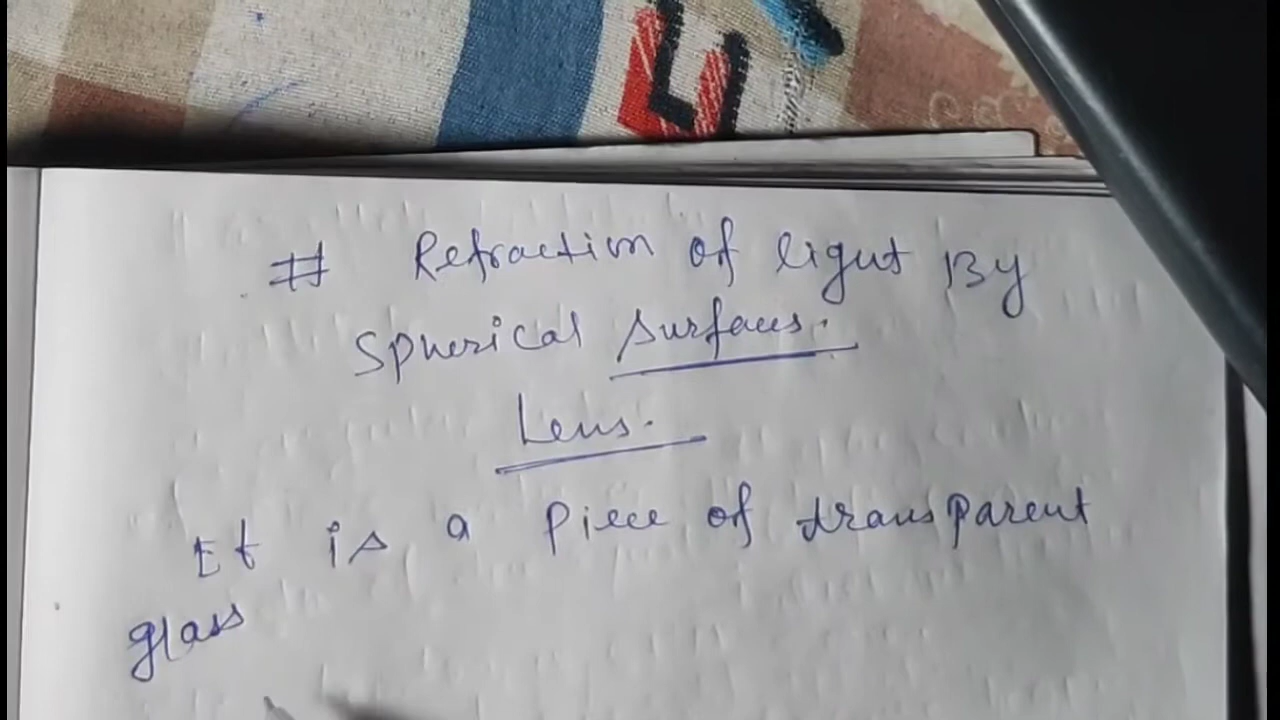 # Refraction of light By
Spherical surfaces.
Lens.
It is a Piece of transparent
glass